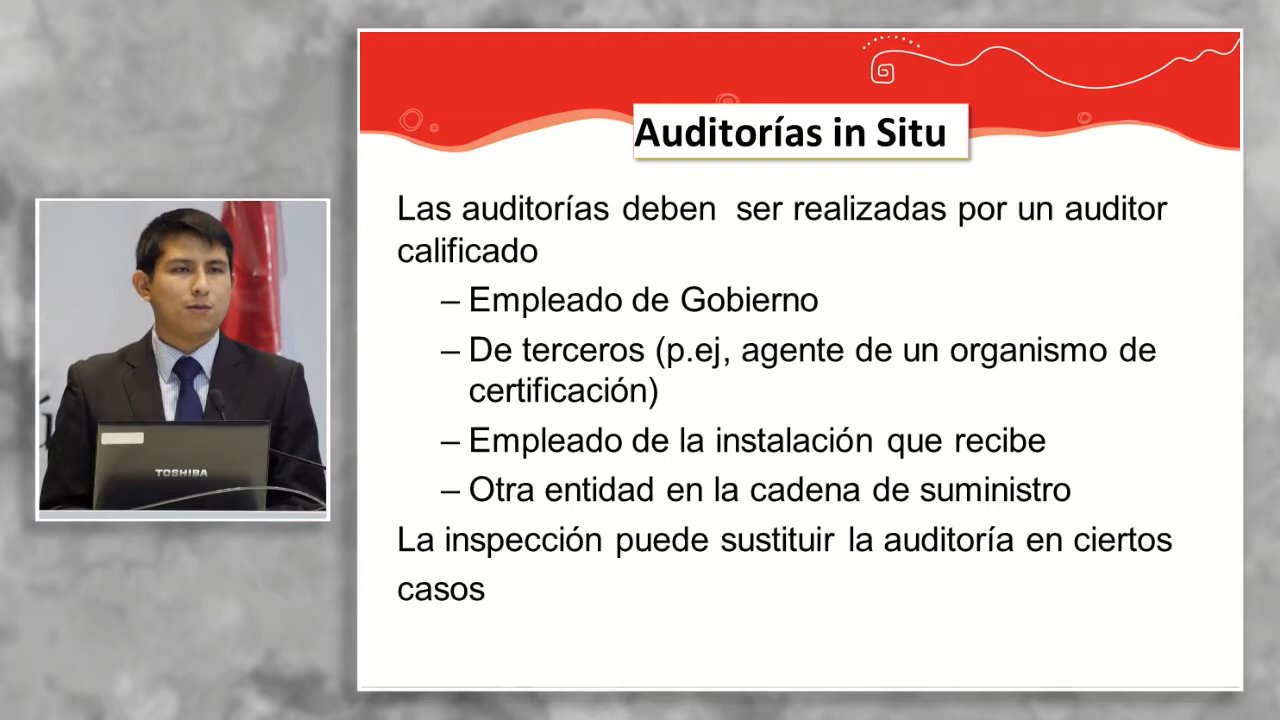 Auditorías in Situ
Las auditorías deben ser realizadas por un auditor
calificado
– Empleado de Gobierno
– De terceros (p.ej, agente de un organismo de
certificación)
– Empleado de la instalación que recibe
– Otra entidad en la cadena de suministro
La inspección puede sustituir la auditoría en ciertos
casos
TOSHIBA